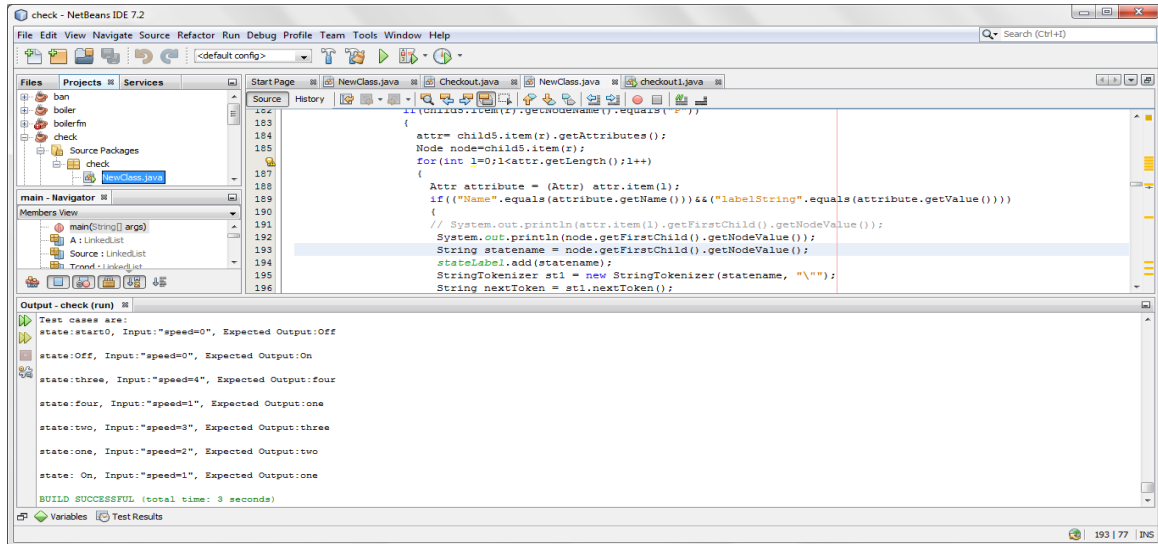 check - NetBeans IDE 7.2
File Edit View Navigate Source Refactor Run Debug Profile Team Tools Window Help
Search (Ctrl+I)
<default config>
Files Projects Services
Start Page NewClass.java Checkout.java NewClass.java checkout1.java
ban
boiler
boilerfm
check
Source Packages
check
NewClass.java
main - Navigator
Members View
main(String[] args)
A : LinkedList
Source : LinkedList
Tcond : LinkedList
Source History
182 if(child5.item(r).getNodeName().equals("P"))
183 {
184 attr= child5.item(r).getAttributes();
185 Node node=child5.item(r);
for(int l=0;l<attr.getLength();l++)
187 {
188 Attr attribute = (Attr) attr.item(l);
189 if(("Name".equals(attribute.getName()))&&("labelString".equals(attribute.getValue())))
190 {
191 // System.out.println(attr.item(l).getFirstChild().getNodeValue());
192 System.out.println(node.getFirstChild().getNodeValue());
193 String statename = node.getFirstChild().getNodeValue();
194 stateLabel.add(statename);
195 StringTokenizer st1 = new StringTokenizer(statename, "\"");
196 String nextToken = st1.nextToken();
Output - check (run)
Test cases are:
state:start0, Input:"speed=0", Expected Output:Off
state:Off, Input:"speed=0", Expected Output:On
state:three, Input:"speed=4", Expected Output:four
state:four, Input:"speed=1", Expected Output:one
state:two, Input:"speed=3", Expected Output:three
state:one, Input:"speed=2", Expected Output:two
state: On, Input:"speed=1", Expected Output:one
BUILD SUCCESSFUL (total time: 3 seconds)
Variables Test Results
193 | 77 INS